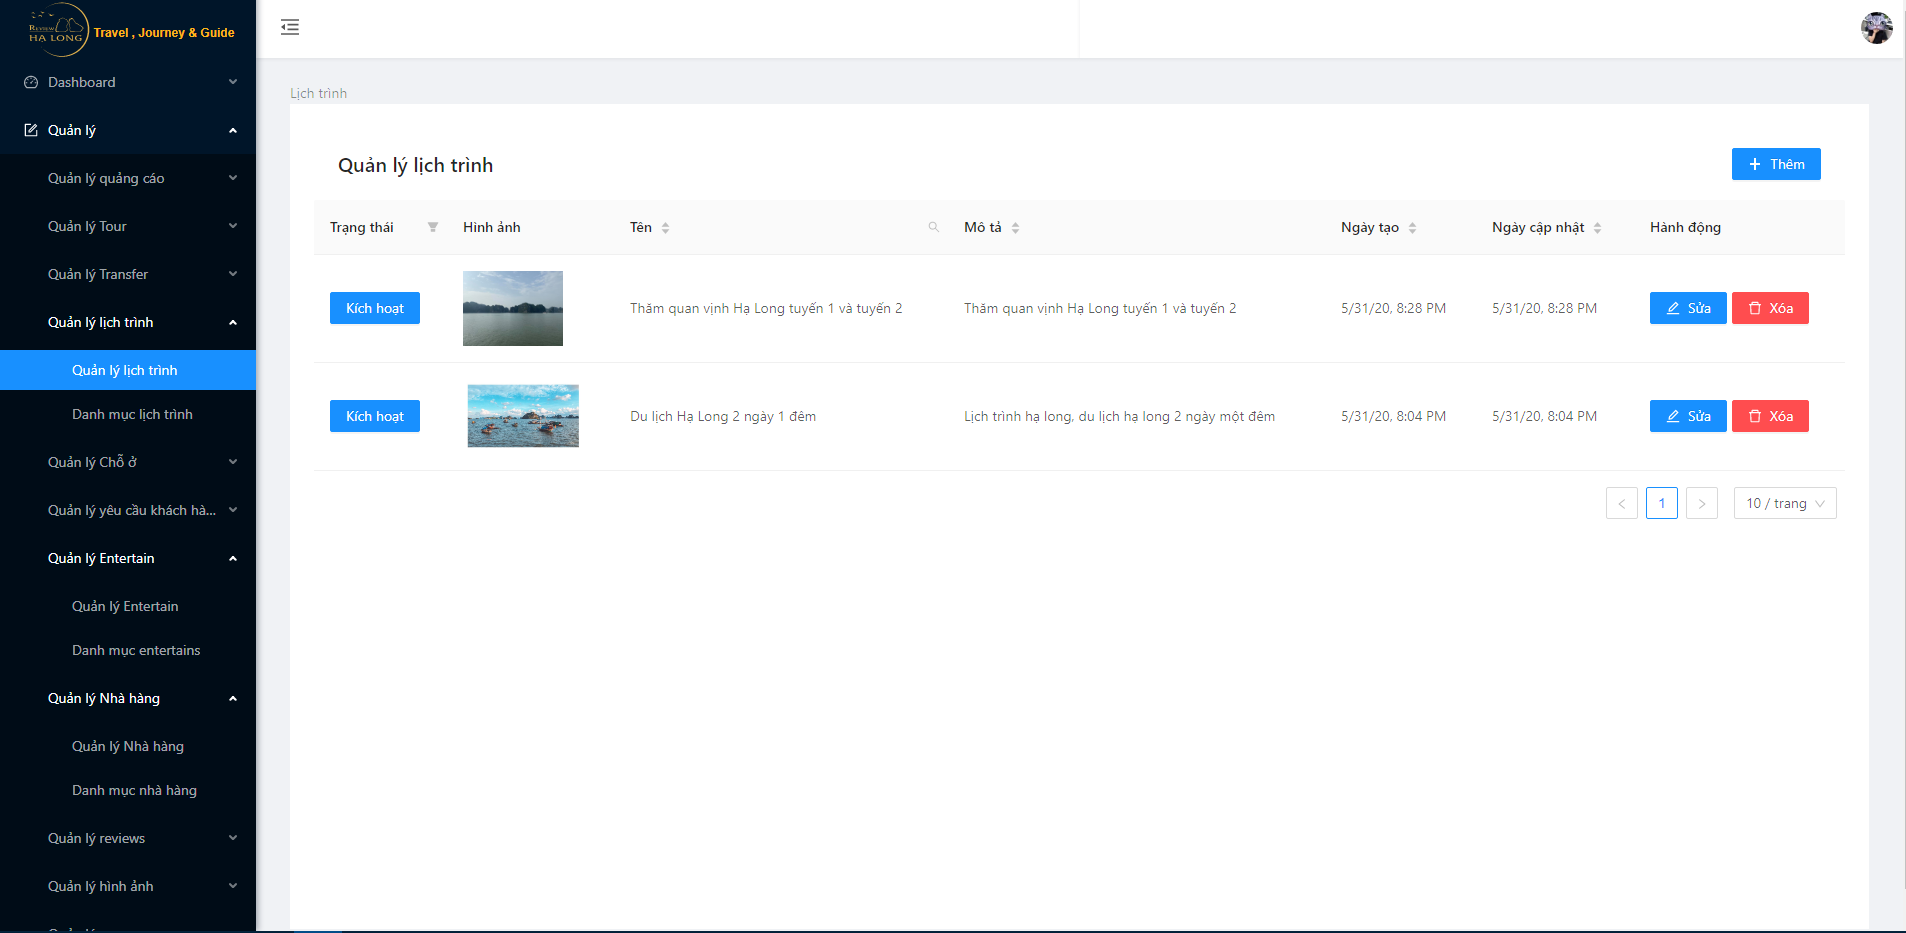 REVIEW
HẠ LONG
Travel , Journey & Guide
Dashboard
Quản lý
Quản lý quảng cáo
Quản lý Tour
Quản lý Transfer
Quản lý lịch trình
Quản lý lịch trình
Danh mục lịch trình
Quản lý Chỗ ở
Quản lý yêu cầu khách hà...
Quản lý Entertain
Quản lý Entertain
Danh mục entertains
Quản lý Nhà hàng
Quản lý Nhà hàng
Danh mục nhà hàng
Quản lý reviews
Quản lý hình ảnh
Lịch trình
Quản lý lịch trình
Thêm
Trạng thái Hình ảnh Tên Mô tả Ngày tạo Ngày cập nhật Hành động
Kích hoạt Thăm quan vịnh Hạ Long tuyến 1 và tuyến 2 Thăm quan vịnh Hạ Long tuyến 1 và tuyến 2 5/31/20, 8:28 PM 5/31/20, 8:28 PM Sửa Xóa
Kích hoạt Du lịch Hạ Long 2 ngày 1 đêm Lịch trình hạ long, du lịch hạ long 2 ngày một đêm 5/31/20, 8:04 PM 5/31/20, 8:04 PM Sửa Xóa
< 1 > 10 / trang